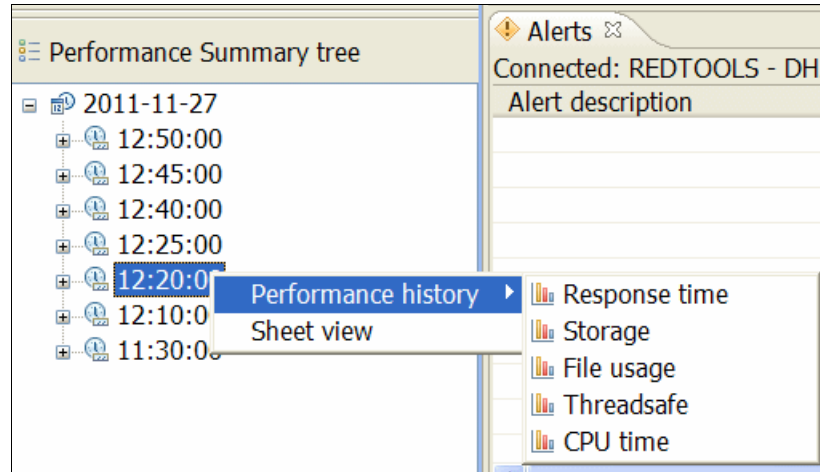 Performance Summary tree
2011-11-27
12:50:00
12:45:00
12:40:00
12:25:00
12:20:00
12:10:0
11:30:00
Performance history
Sheet view
Response time
Storage
File usage
Threadsafe
CPU time
Alerts
Connected: REDTOOLS - DH
Alert description